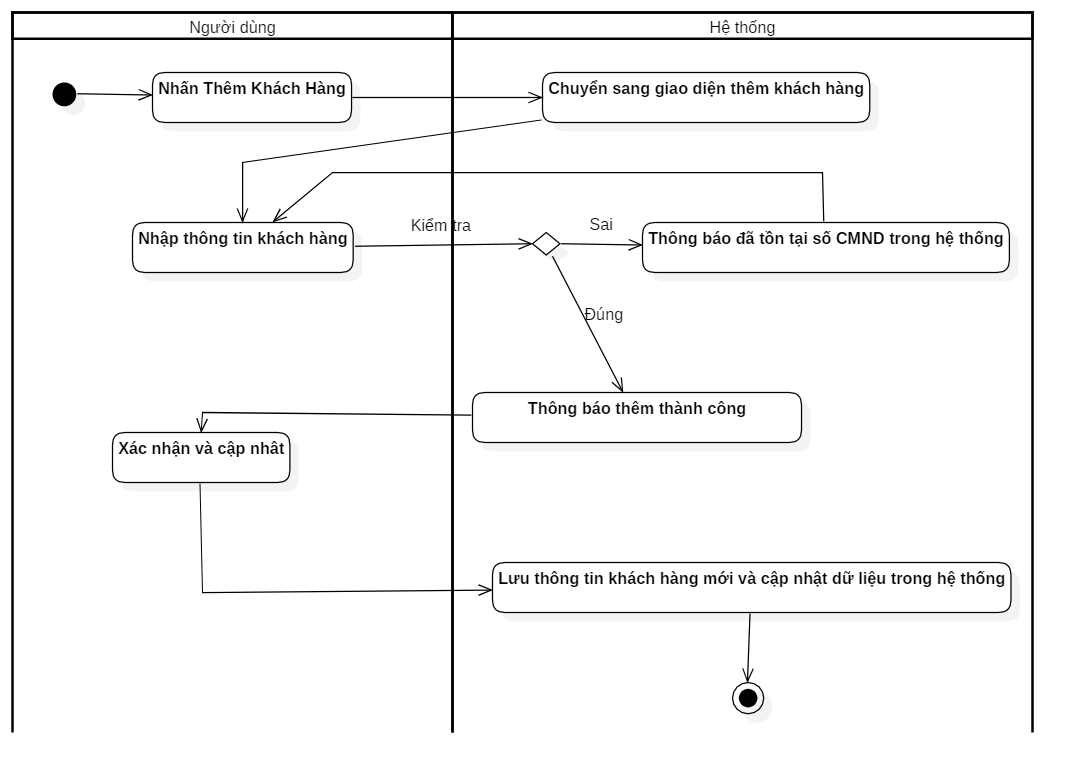 Người dùng
Hệ thống
Nhấn Thêm Khách Hàng
Chuyển sang giao diện thêm khách hàng
Nhập thông tin khách hàng
Kiểm tra
Sai
Thông báo đã tồn tại số CMND trong hệ thống
Đúng
Thông báo thêm thành công
Xác nhận và cập nhât
Lưu thông tin khách hàng mới và cập nhật dữ liệu trong hệ thống